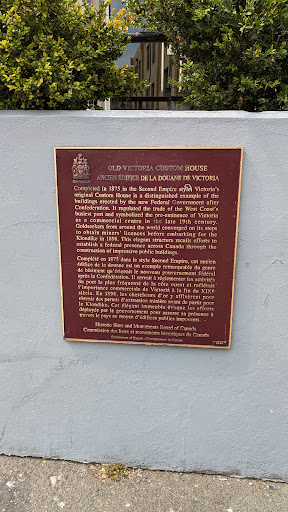 OLD VICTORIA CUSTOM HOUSE
ANCIEN ÉDIFICE DE LA DOUANE DE VICTORIA
Completed in 1875 in the Second Empire style Victoria's
original Custom House is a distinguished example of the
buildings erected by the new Federal Government after
Confederation. It regulated the trade of the West Coast's
busiest port and symbolized the pre-eminence of Victoria
as a commercial centre in the late 19th century.
Goldseekers from around the world converged on its steps
to obtain miners' licences before embarking for the
Klondike in 1898. This elegant structure recalls efforts to
establish a federal presence across Canada through the
construction of impressive public buildings.
Complété en 1875 dans le style Second Empire, cet ancien
édifice de la douane est un exemple remarquable du genre
de bâtiment qu'érigeait le nouveau gouvernement fédéral
après la Confédération. Il servait à réglementer les activités
du port le plus fréquenté de la côte ouest et reflétait
l'importance commerciale de Victoria à la fin du XIXe
siècle. En 1898, les chercheurs d'or y affluèrent pour
obtenir des permis d'extraction minière avant de partir pour
le Klondike. Cet élégant immeuble évoque les efforts
déployés par le gouvernement pour assurer sa présence à
travers le pays au moyen d'édifices publics imposants.
Historic Sites and Monuments Board of Canada
Commission des lieux et monuments historiques du Canada
Government of Canada - Gouvernement du Canada